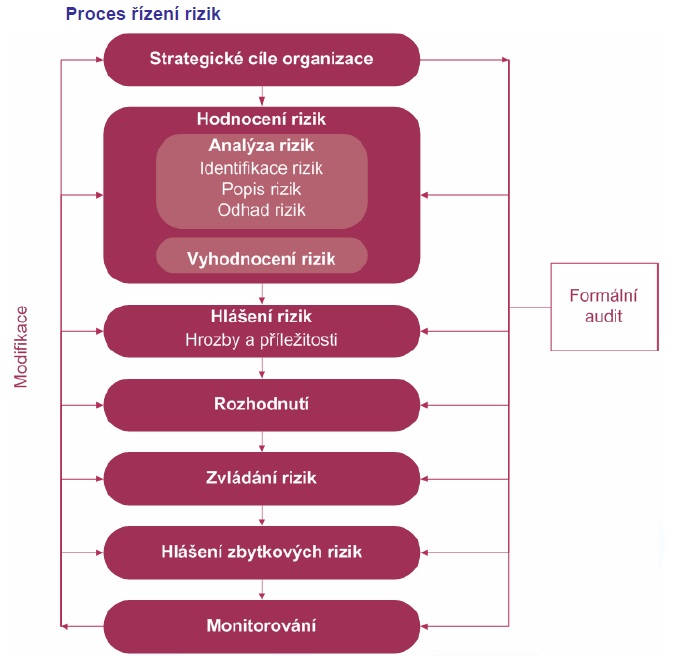 Proces řízení rizik
Strategické cíle organizace
Hodnocení rizik
Analýza rizik
Identifikace rizik
Popis rizik
Odhad rizik
Vyhodnocení rizik
Hlášení rizik
Hrozby a příležitosti
Rozhodnutí
Zvládání rizik
Hlášení zbytkových rizik
Monitorování
Modifikace
Formální
audit